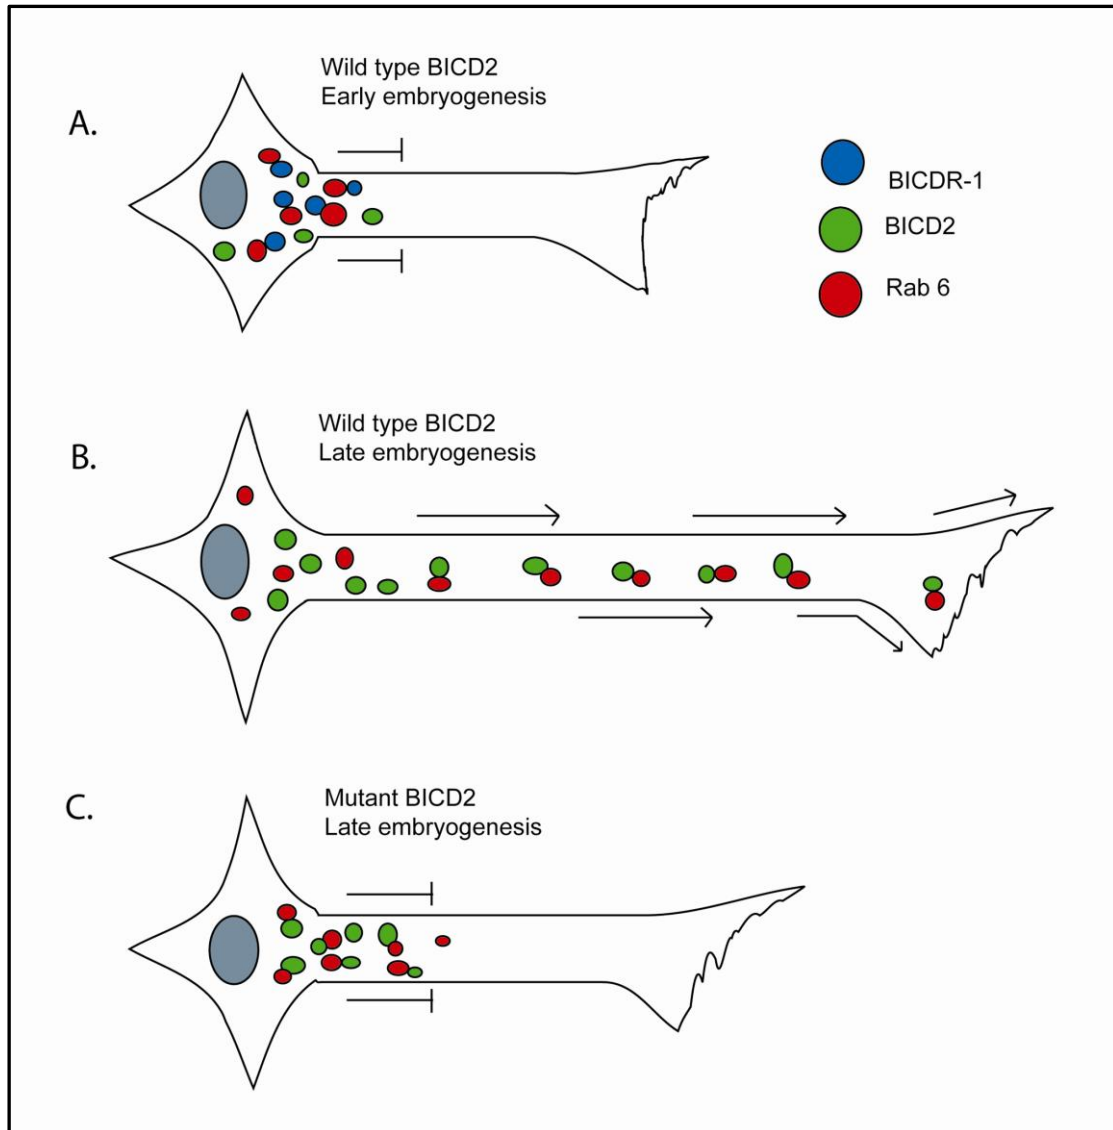 A.
Wild type BICD2
Early embryogenesis
BICDR-1
BICD2
Rab 6
B.
Wild type BICD2
Late embryogenesis
C.
Mutant BICD2
Late embryogenesis